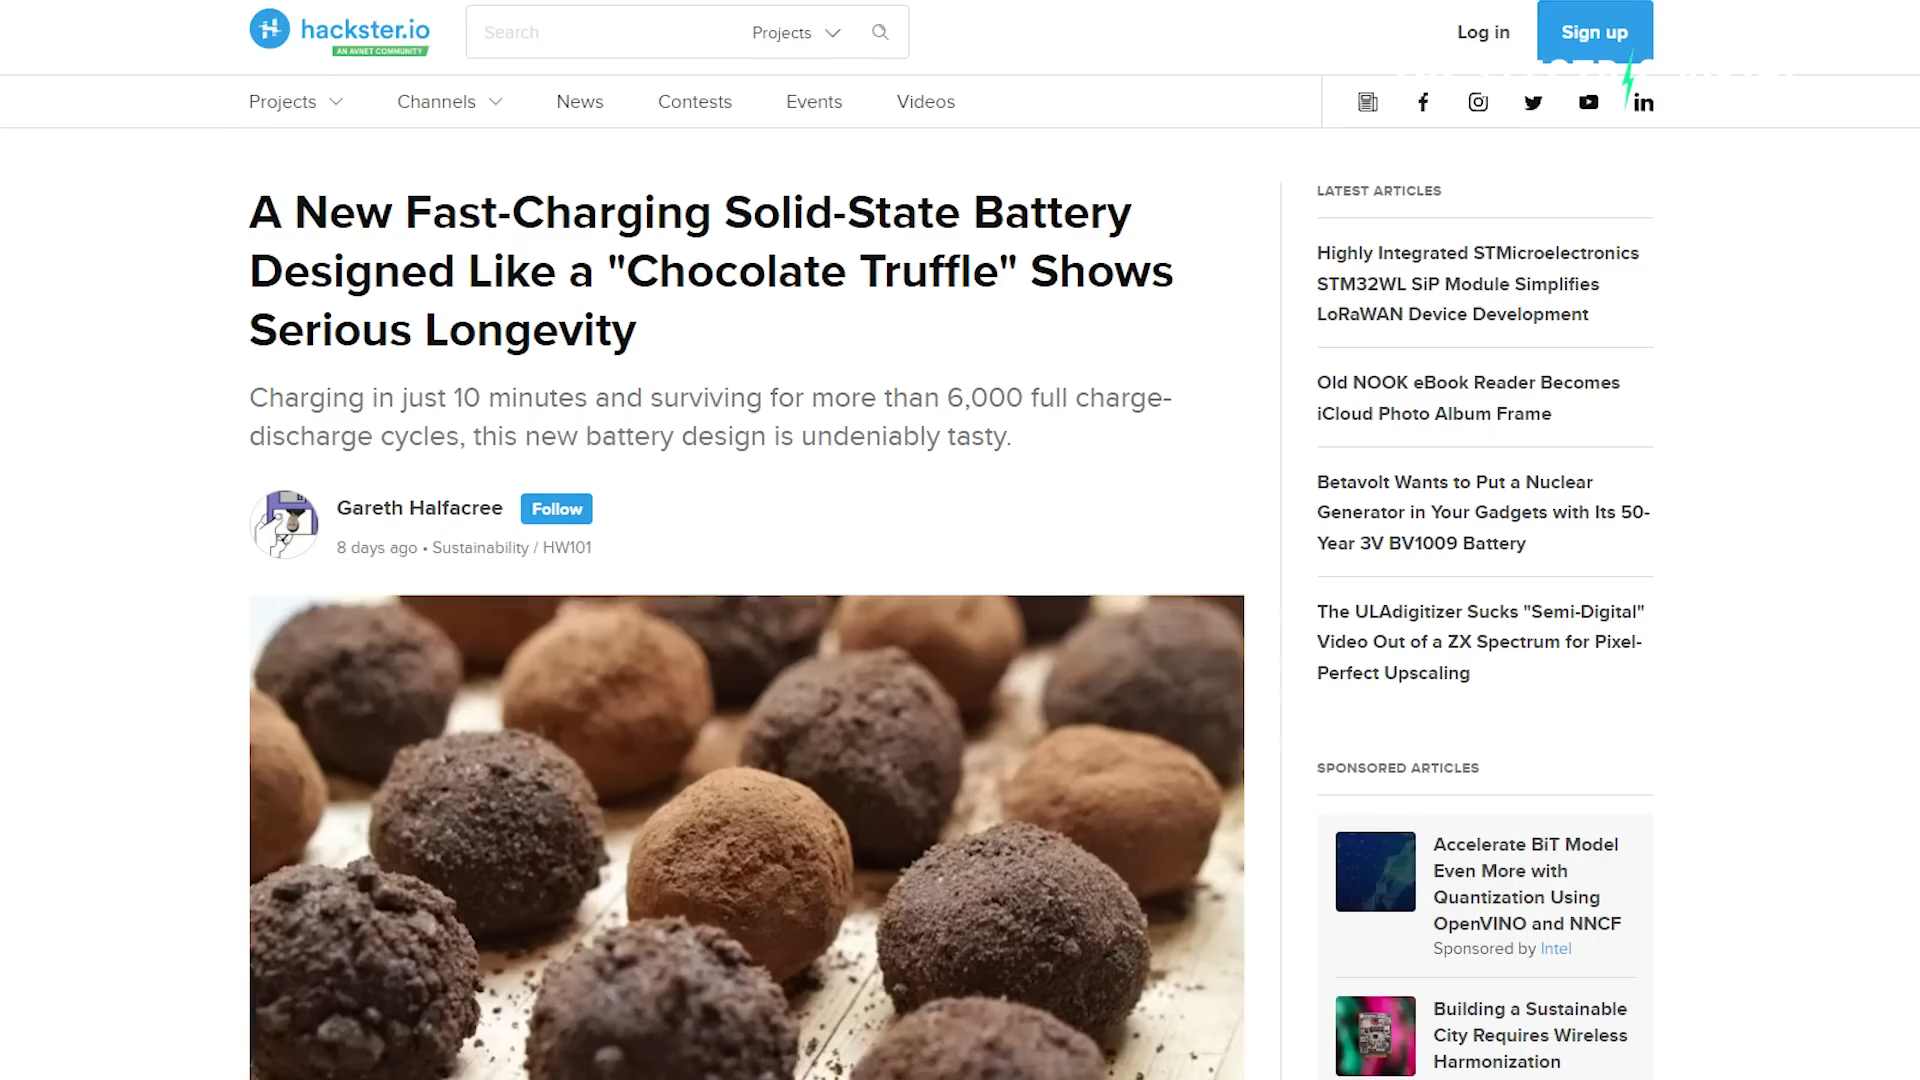 hackster.io
AN AVNET COMMUNITY
Search
Projects
Log in
Sign up
Projects
Channels
News
Contests
Events
Videos
A New Fast-Charging Solid-State Battery
Designed Like a "Chocolate Truffle" Shows
Serious Longevity
Charging in just 10 minutes and surviving for more than 6,000 full charge-
discharge cycles, this new battery design is undeniably tasty.
Gareth Halfacree
Follow
8 days ago • Sustainability / HW101
LATEST ARTICLES
Highly Integrated STMicroelectronics
STM32WL SiP Module Simplifies
LoRaWAN Device Development
Old NOOK eBook Reader Becomes
iCloud Photo Album Frame
Betavolt Wants to Put a Nuclear
Generator in Your Gadgets with Its 50-
Year 3V BV1009 Battery
The ULAdigitizer Sucks "Semi-Digital"
Video Out of a ZX Spectrum for Pixel-
Perfect Upscaling
SPONSORED ARTICLES
Accelerate BiT Model
Even More with
Quantization Using
OpenVINO and NNCF
Sponsored by Intel
Building a Sustainable
City Requires Wireless
Harmonization